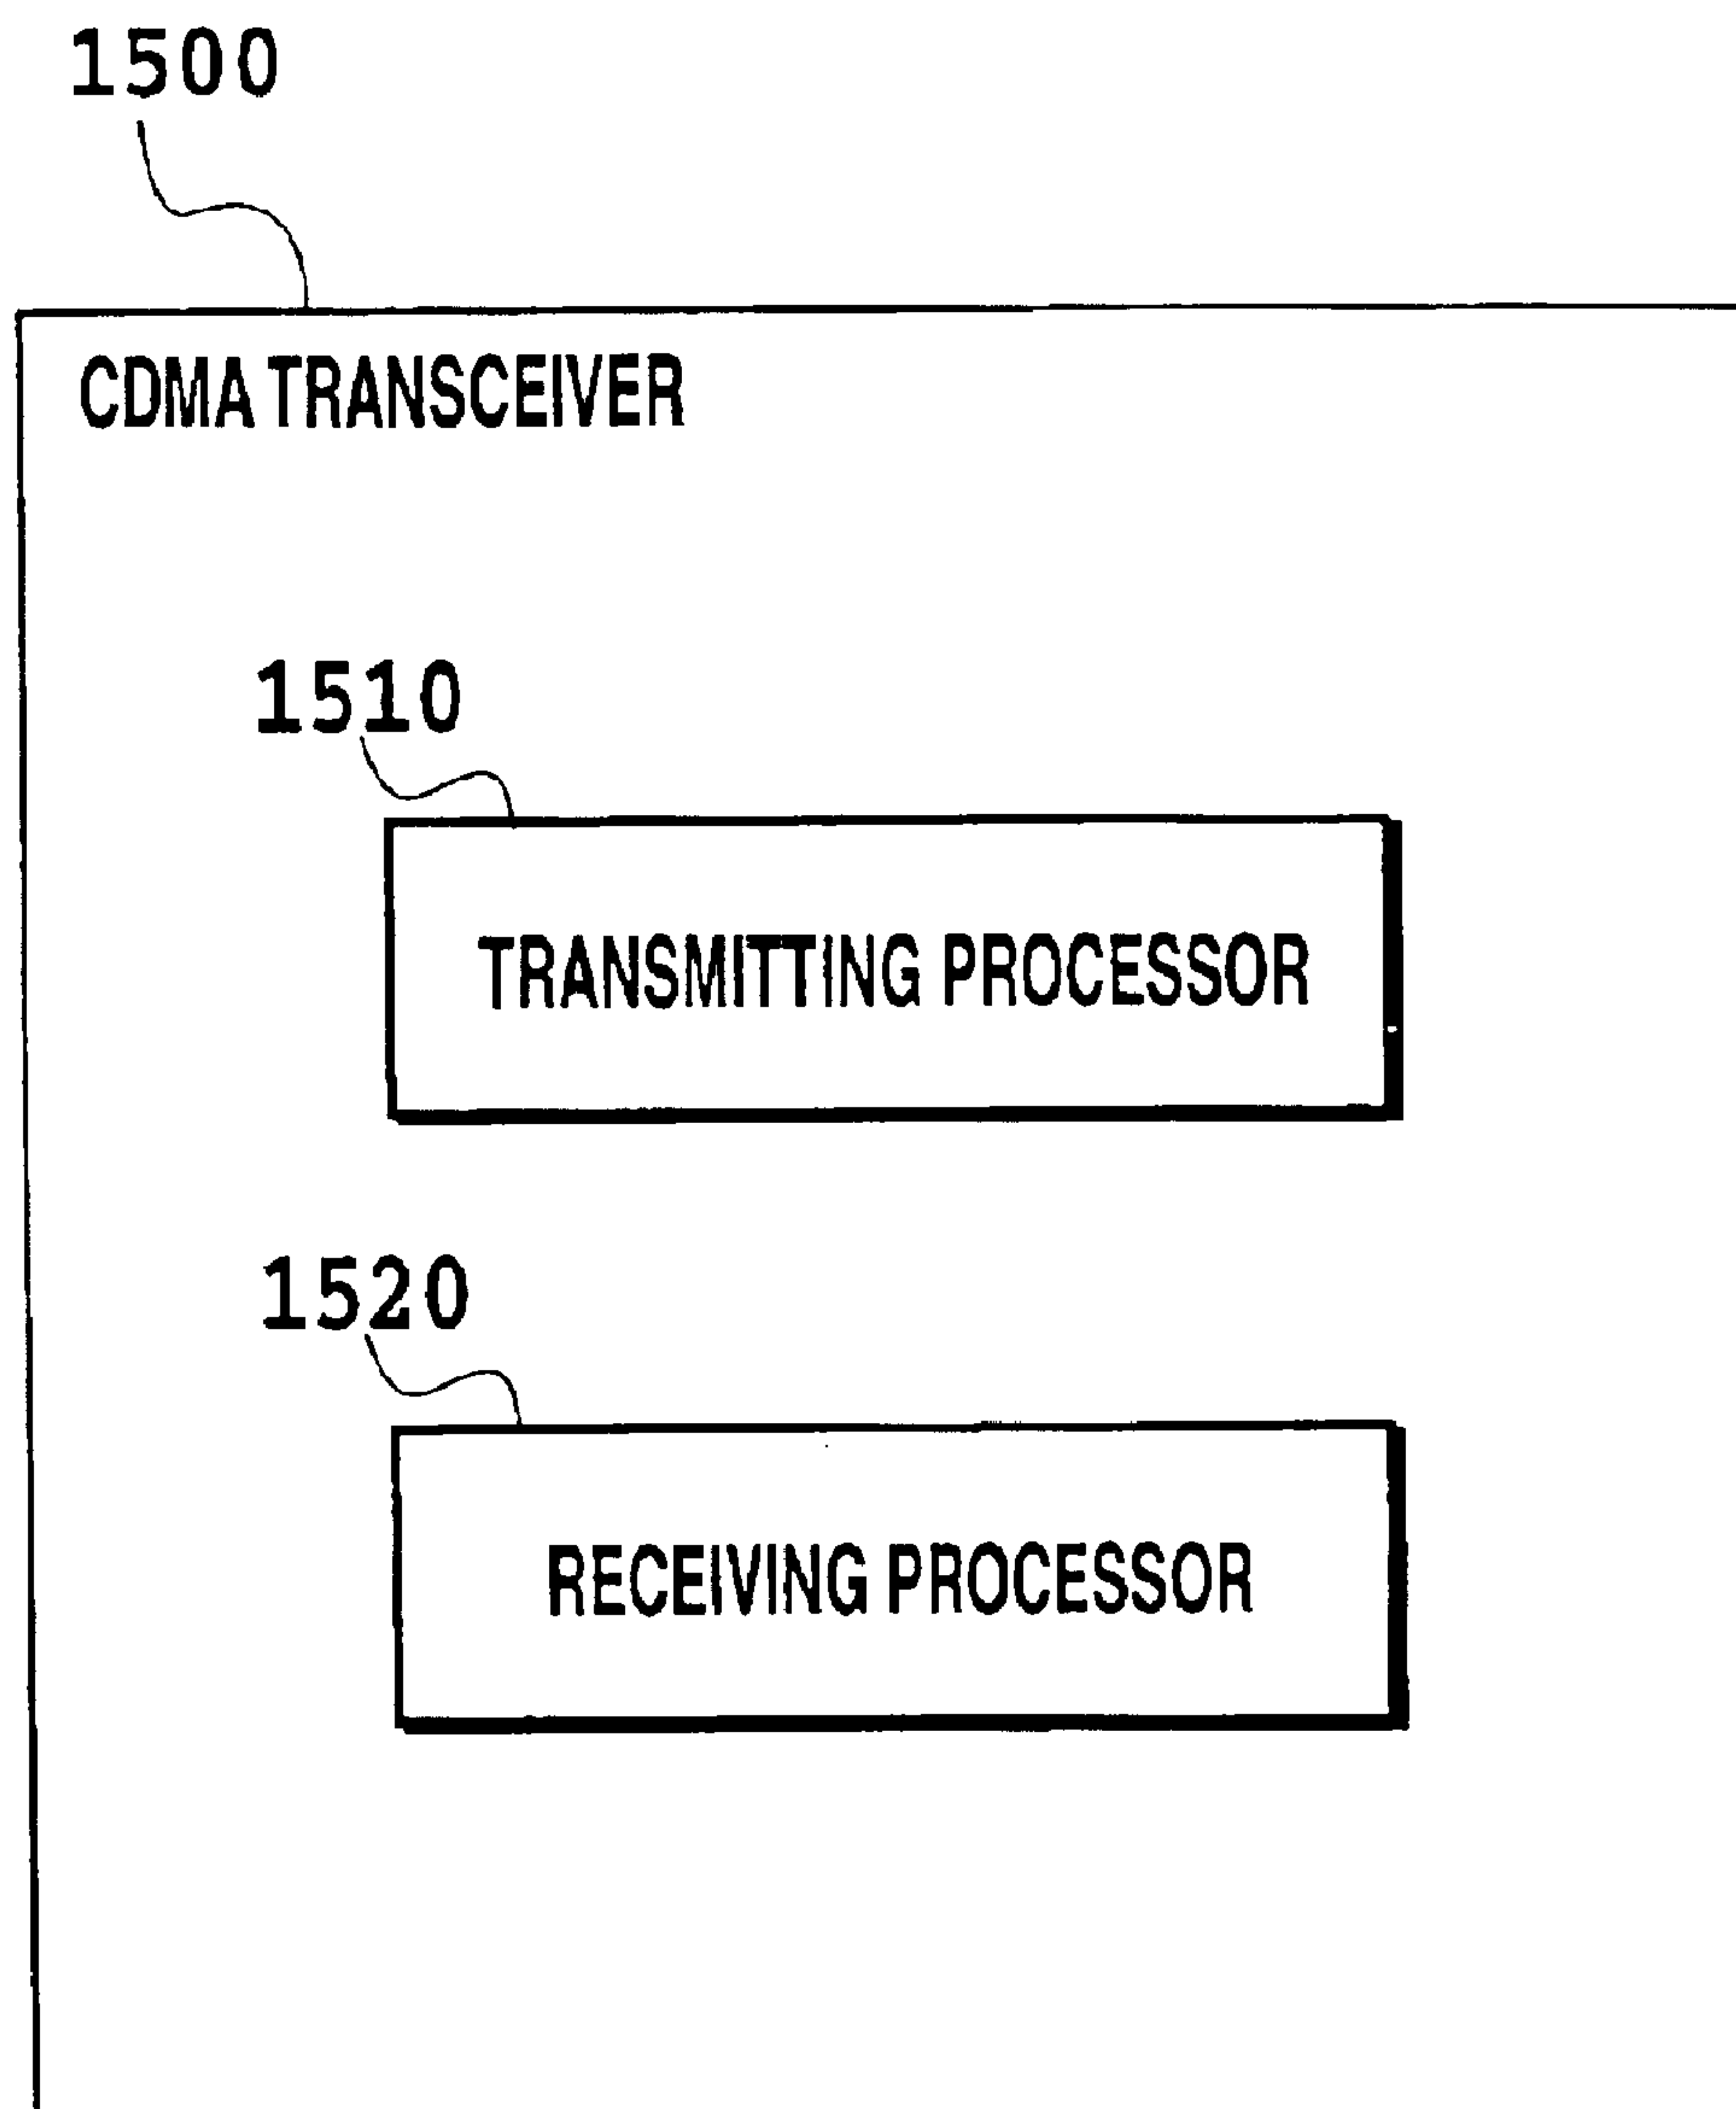 1500
CDMA TRANSCEIVER
1510
TRANSMITTING PROCESSOR
1520
RECEIVING PROCESSOR